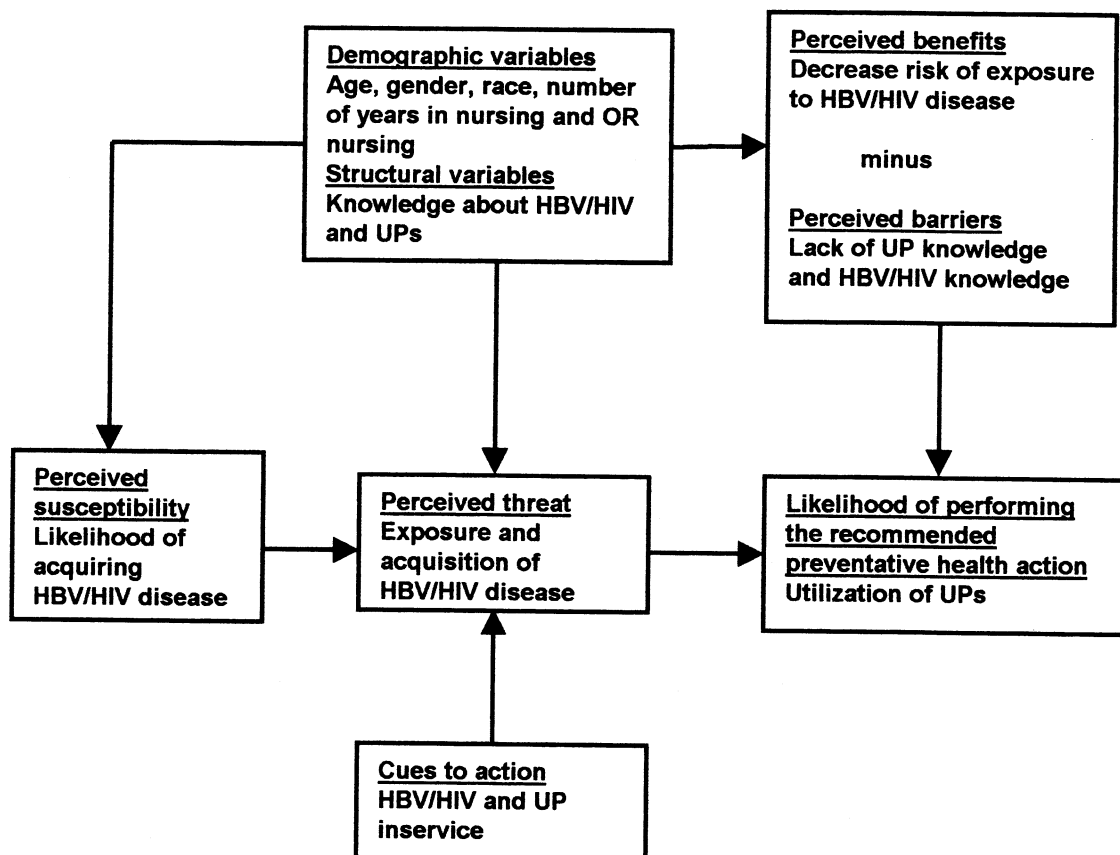 Demographic variables
Age, gender, race, number
of years in nursing and OR
nursing
Structural variables
Knowledge about HBV/HIV
and UPs
Perceived benefits
Decrease risk of exposure
to HBV/HIV disease
minus
Perceived barriers
Lack of UP knowledge
and HBV/HIV knowledge
Perceived
susceptibility
Likelihood of
acquiring
HBV/HIV disease
Perceived threat
Exposure and
acquisition of
HBV/HIV disease
Likelihood of performing
the recommended
preventative health action
Utilization of UPs
Cues to action
HBV/HIV and UP
inservice